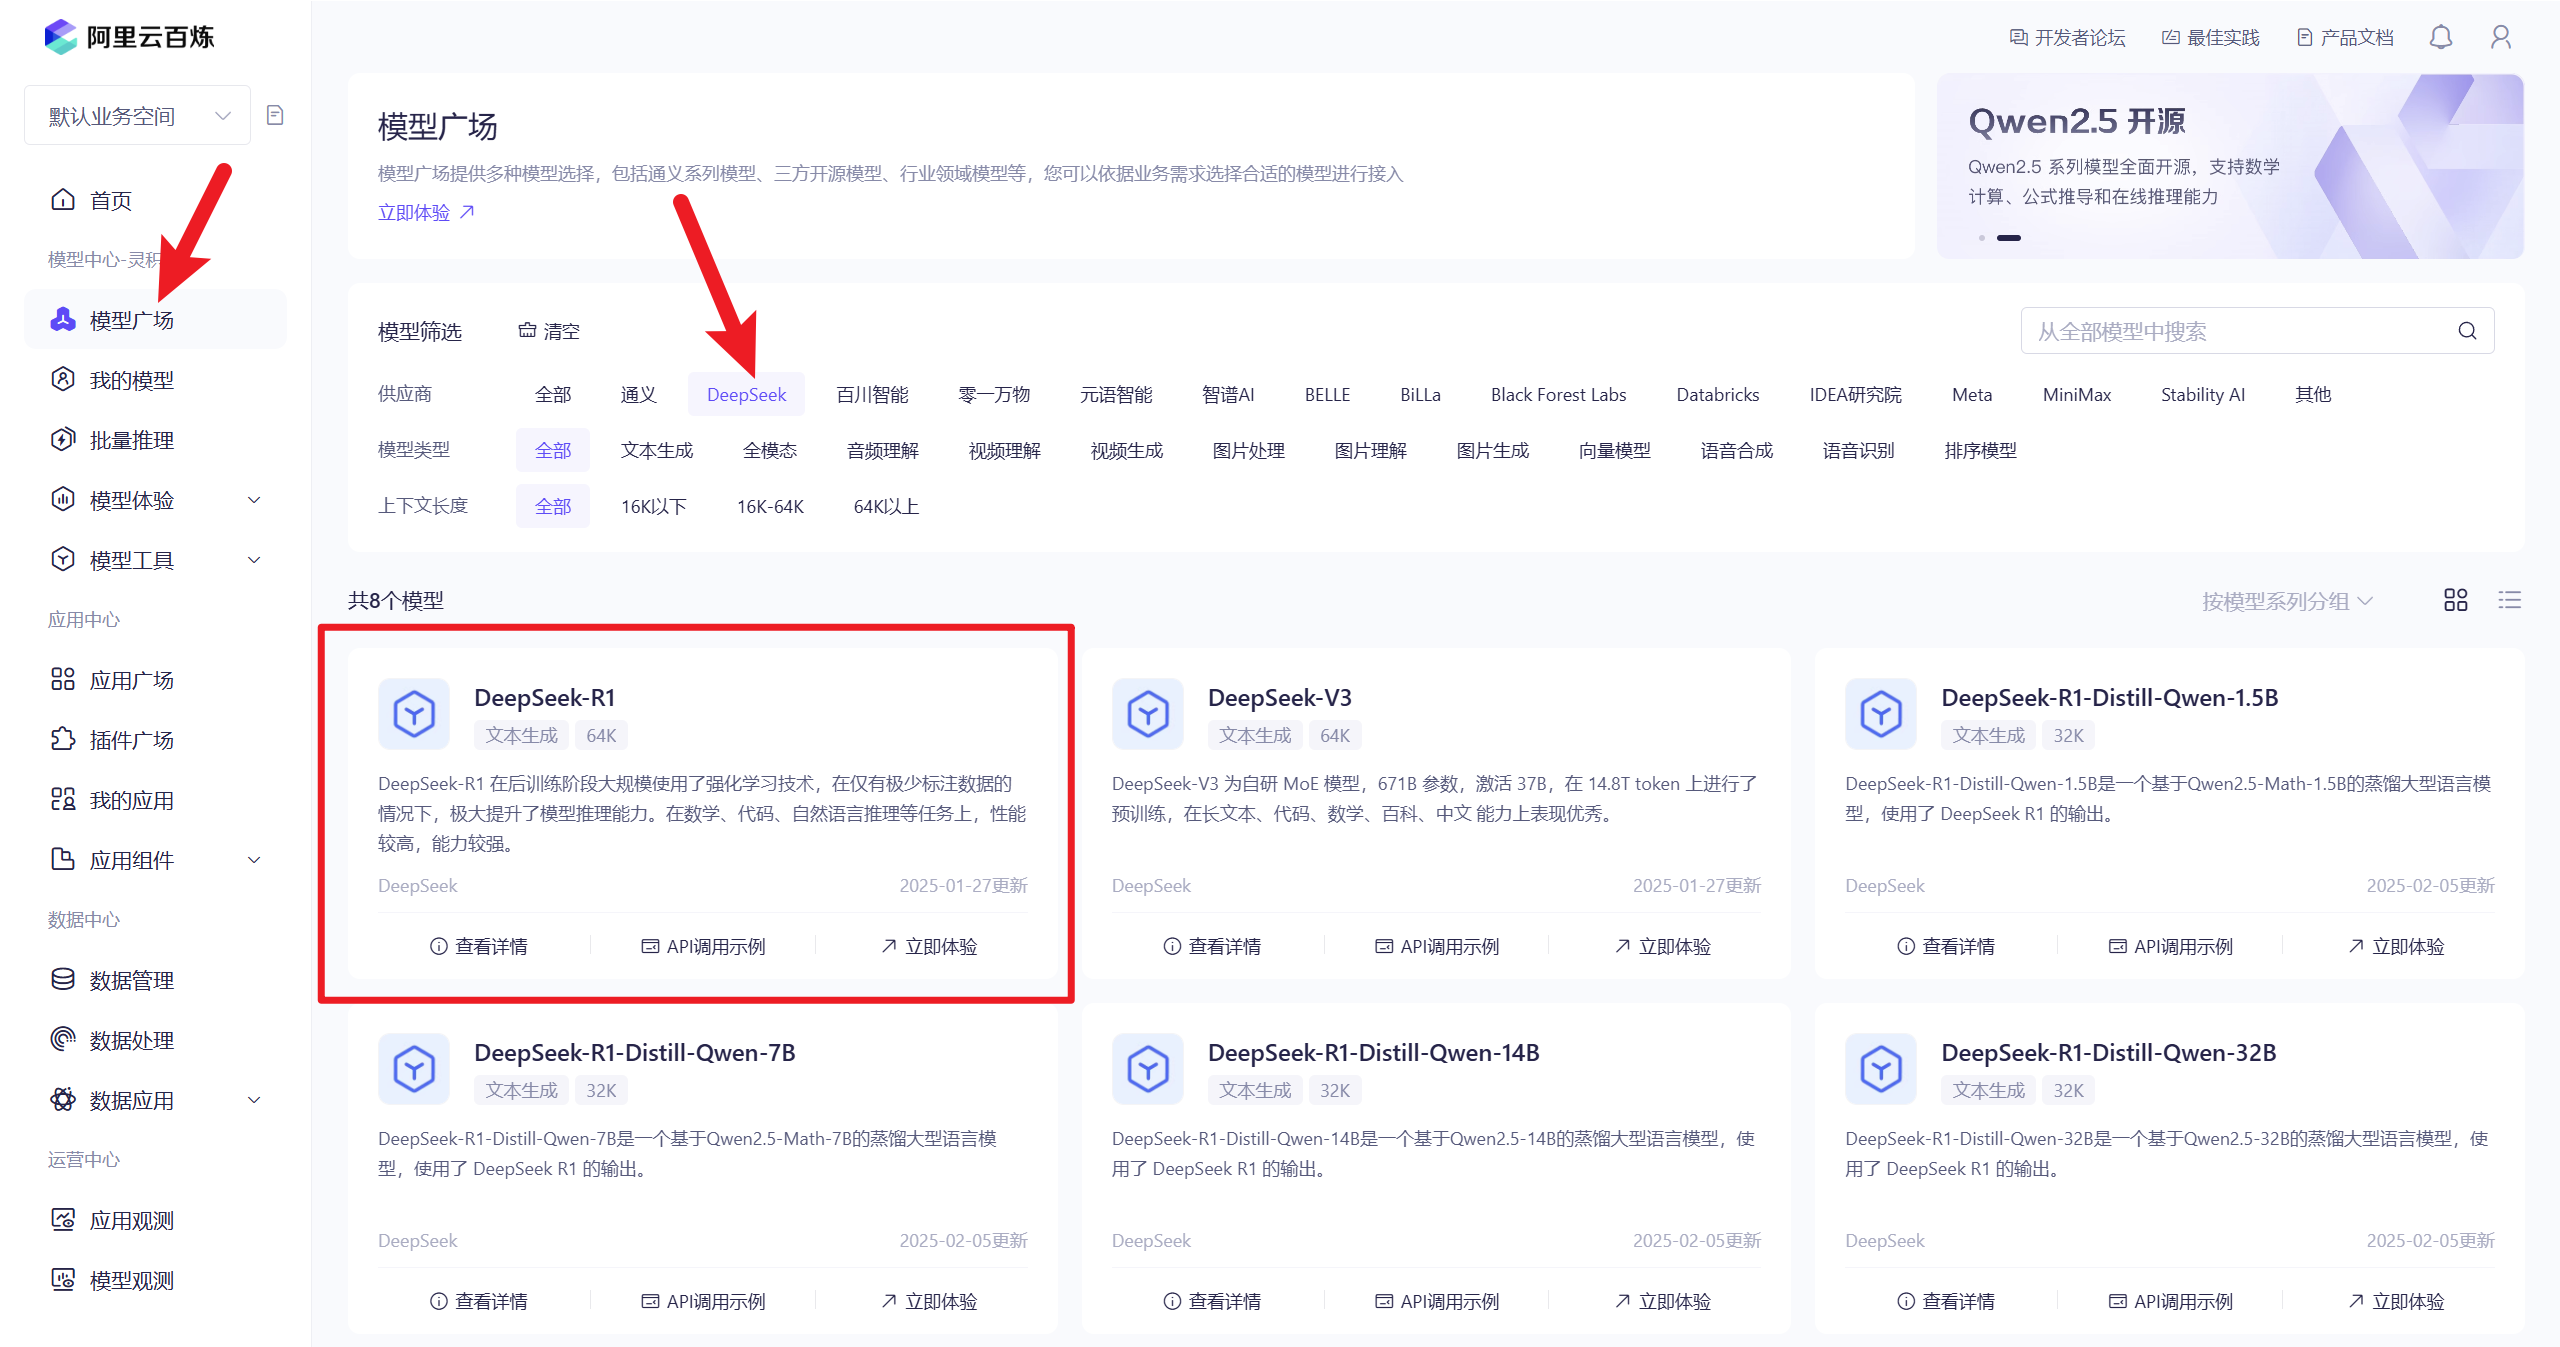 阿里云百炼
开发者论坛
最佳实践
产品文档
默认业务空间
首页
模型中心-灵积
模型广场
我的模型
批量推理
模型体验
模型工具
应用中心
应用广场
插件广场
我的应用
应用组件
数据中心
数据管理
数据处理
数据应用
运营中心
应用观测
模型观测
模型广场
模型广场提供多种模型选择，包括通义系列模型、三方开源模型、行业领域模型等，您可以依据业务需求选择合适的模型进行接入
立即体验
Qwen2.5 开源
Qwen2.5 系列模型全面开源，支持数学
计算、公式推导和在线推理能力
模型筛选 清空
从全部模型中搜索
供应商 全部 通义 DeepSeek 百川智能 零一万物 元语智能 智谱AI BELLE BiLLa Black Forest Labs Databricks IDEA研究院 Meta MiniMax Stability AI 其他
模型类型 全部 文本生成 全模态 音频理解 视频理解 视频生成 图片处理 图片理解 图片生成 向量模型 语音合成 语音识别 排序模型
上下文长度 全部 16K以下 16K-64K 64K以上
共8个模型
按模型系列分组
DeepSeek-R1
文本生成 64K
DeepSeek-R1 在后训练阶段大规模使用了强化学习技术，在仅有极少标注数据的
情况下，极大提升了模型推理能力。在数学、代码、自然语言推理等任务上，性能
较高，能力较强。
DeepSeek 2025-01-27更新
查看详情 API调用示例 立即体验
DeepSeek-V3
文本生成 64K
DeepSeek-V3 为自研 MoE 模型，671B 参数，激活 37B，在 14.8T token 上进行了
预训练，在长文本、代码、数学、百科、中文 能力上表现优秀。
DeepSeek 2025-01-27更新
查看详情 API调用示例 立即体验
DeepSeek-R1-Distill-Qwen-1.5B
文本生成 32K
DeepSeek-R1-Distill-Qwen-1.5B是一个基于Qwen2.5-Math-1.5B的蒸馏大型语言模
型，使用了 DeepSeek R1 的输出。
DeepSeek 2025-02-05更新
查看详情 API调用示例 立即体验
DeepSeek-R1-Distill-Qwen-7B
文本生成 32K
DeepSeek-R1-Distill-Qwen-7B是一个基于Qwen2.5-Math-7B的蒸馏大型语言模
型，使用了 DeepSeek R1 的输出。
DeepSeek 2025-02-05更新
查看详情 API调用示例 立即体验
DeepSeek-R1-Distill-Qwen-14B
文本生成 32K
DeepSeek-R1-Distill-Qwen-14B是一个基于Qwen2.5-14B的蒸馏大型语言模型，使
用了 DeepSeek R1 的输出。
DeepSeek 2025-02-05更新
查看详情 API调用示例 立即体验
DeepSeek-R1-Distill-Qwen-32B
文本生成 32K
DeepSeek-R1-Distill-Qwen-32B是一个基于Qwen2.5-32B的蒸馏大型语言模型，使
用了 DeepSeek R1 的输出。
DeepSeek 2025-02-05更新
查看详情 API调用示例 立即体验